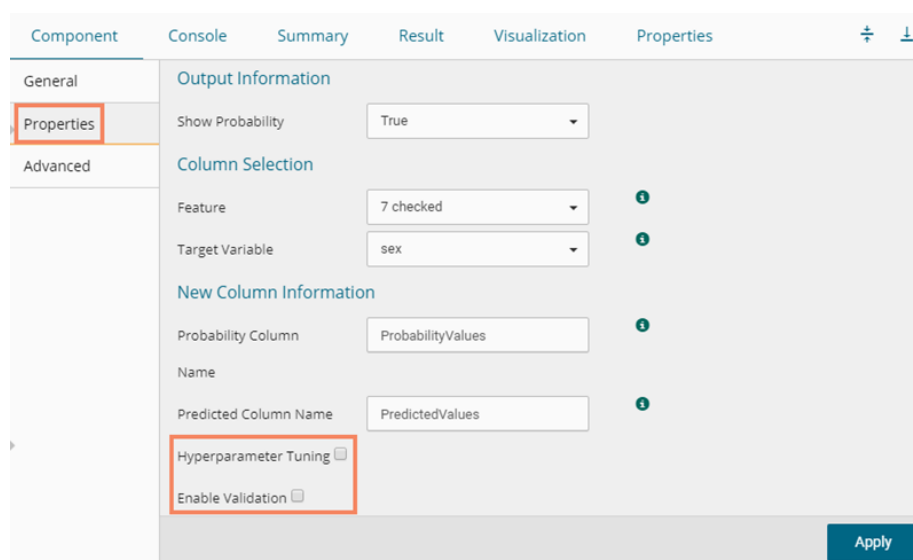 Component Console Summary Result Visualization Properties
General
Properties
Advanced
Output Information
Show Probability True
Column Selection
Feature 7 checked
Target Variable sex
New Column Information
Probability Column ProbabilityValues
Name
Predicted Column Name PredictedValues
Hyperparameter Tuning
Enable Validation
Apply